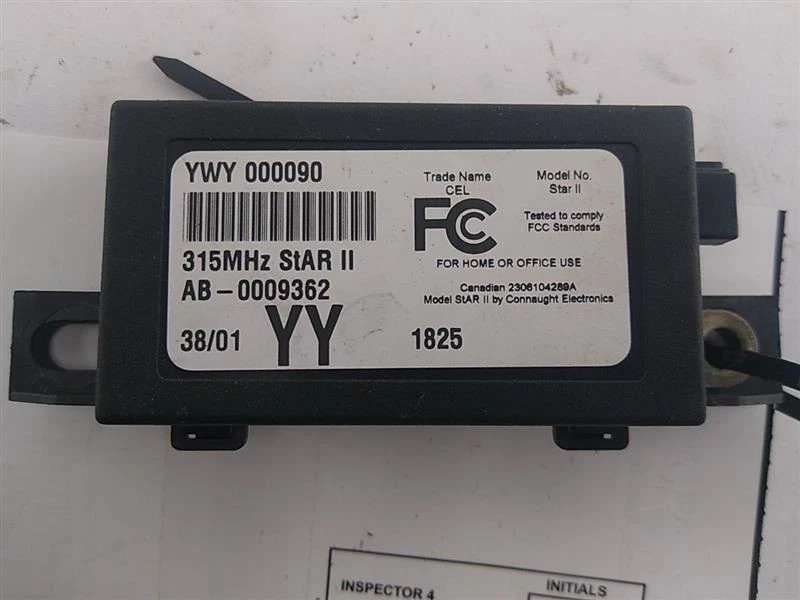 YWY 000090
315MHz StAR II
AB-0009362
38/01 YY 1825
Trade Name
CEL
Model No.
Star II
FC
Tested to comply
FCC Standards
FOR HOME OR OFFICE USE
Canadian 2306104289A
Model StAR II by Connaught Electronics
INSPECTOR 4
INITIALS